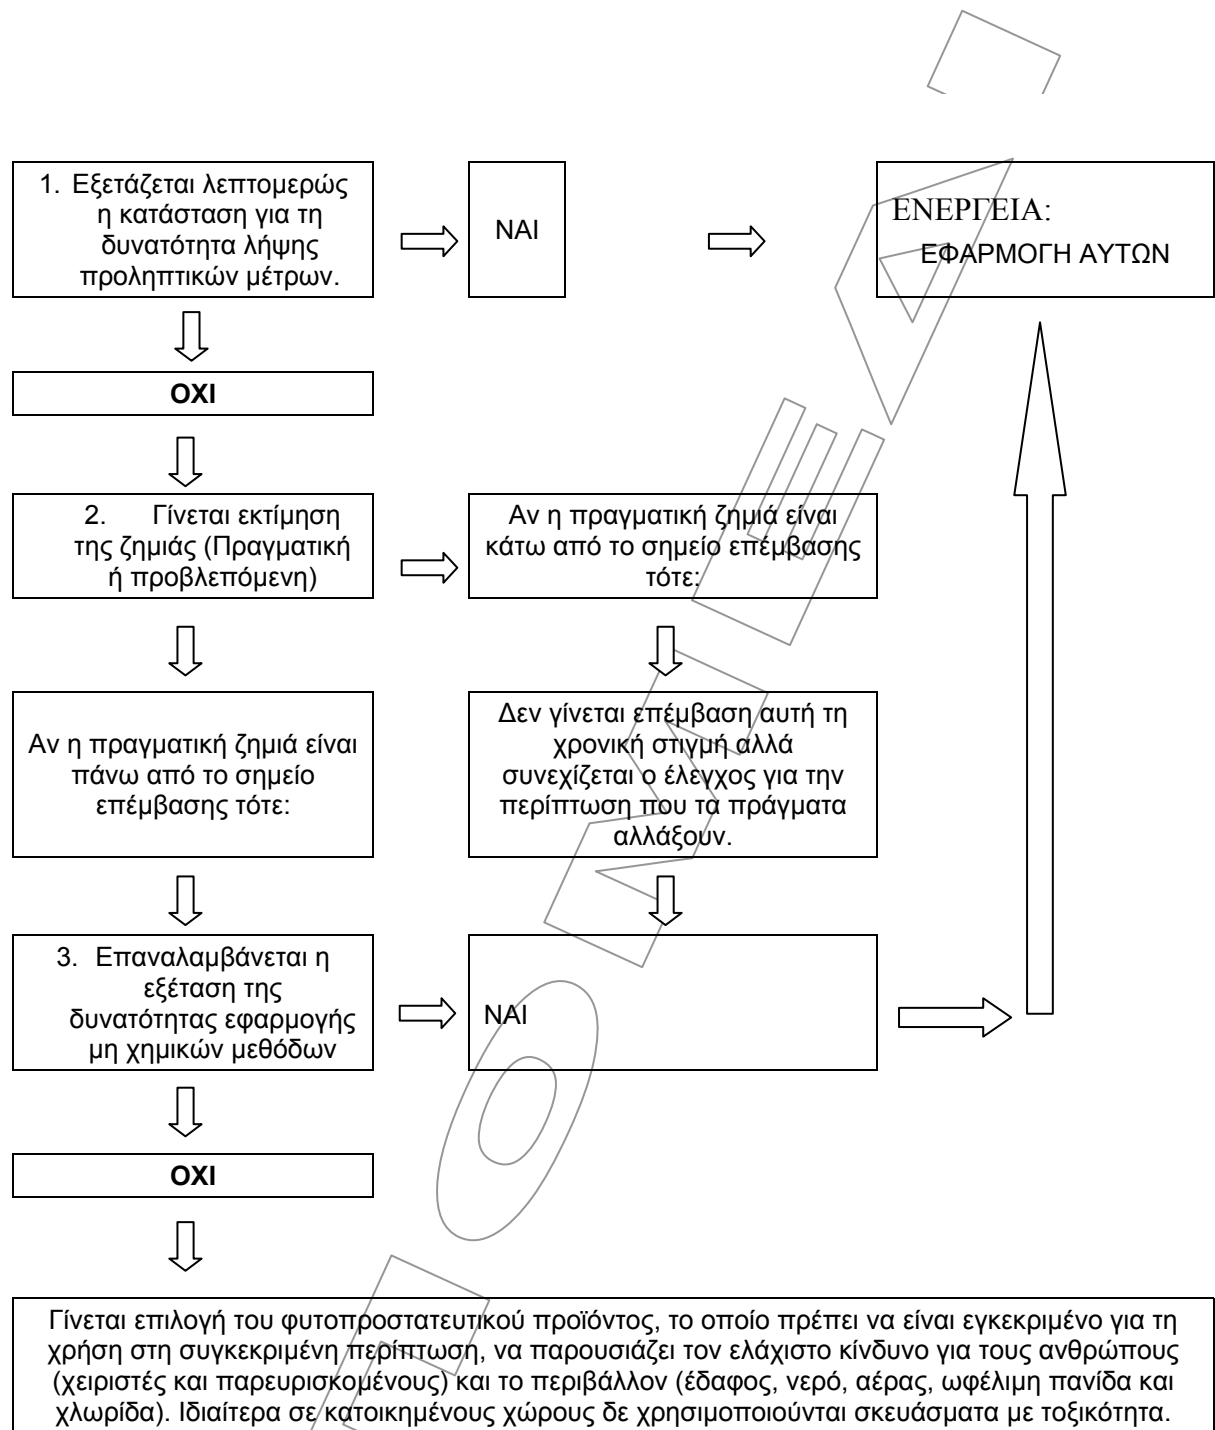 1. Εξετάζεται λεπτομερώς
η κατάσταση για τη
δυνατότητα λήψης
προληπτικών μέτρων.
ΝΑΙ
ΕΝΕΡΓΕΙΑ:
ΕΦΑΡΜΟΓΗ ΑΥΤΩΝ
ΟΧΙ
2. Γίνεται εκτίμηση
της ζημιάς (Πραγματική
ή προβλεπόμενη)
Αν η πραγματική ζημιά είναι
κάτω από το σημείο επέμβασης
τότε:
Αν η πραγματική ζημιά είναι
πάνω από το σημείο
επέμβασης τότε:
Δεν γίνεται επέμβαση αυτή τη
χρονική στιγμή αλλά
συνεχίζεται ο έλεγχος για την
περίπτωση που τα πράγματα
αλλάξουν.
3. Επαναλαμβάνεται η
εξέταση της
δυνατότητας εφαρμογής
μη χημικών μεθόδων
ΝΑΙ
ΟΧΙ
Γίνεται επιλογή του φυτοπροστατευτικού προϊόντος, το οποίο πρέπει να είναι εγκεκριμένο για τη
χρήση στη συγκεκριμένη περίπτωση, να παρουσιάζει τον ελάχιστο κίνδυνο για τους ανθρώπους
(χειριστές και παρευρισκομένους) και το περιβάλλον (έδαφος, νερό, αέρας, ωφέλιμη πανίδα και
χλωρίδα). Ιδιαίτερα σε κατοικημένους χώρους δε χρησιμοποιούνται σκευάσματα με τοξικότητα.